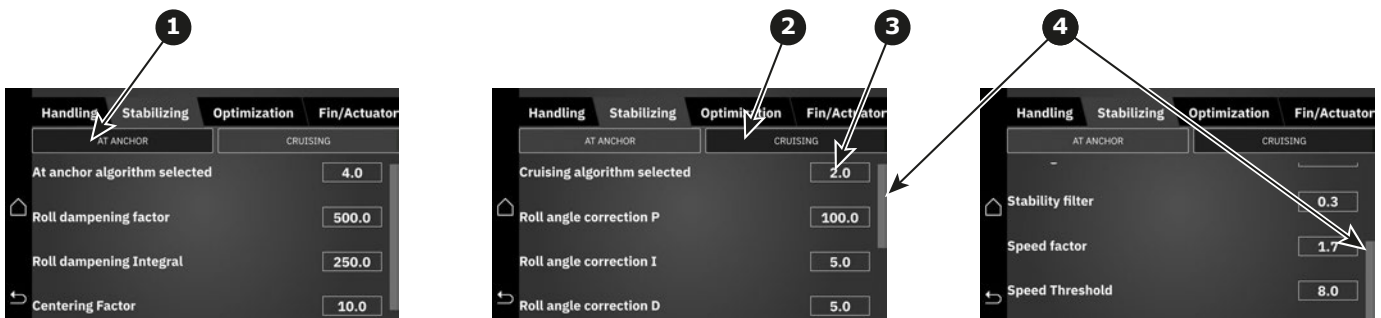 1
2
3
4
Handling Stabilizing Optimization Fin/Actuator
AT ANCHOR CRUISING
At anchor algorithm selected 4.0
Roll dampening factor 500.0
Roll dampening Integral 250.0
Centering Factor 10.0
Handling Stabilizing Optimization Fin/Actuator
AT ANCHOR CRUISING
Cruising algorithm selected 2.0
Roll angle correction P 100.0
Roll angle correction I 5.0
Roll angle correction D 5.0
Handling Stabilizing Optimization Fin/Actuator
AT ANCHOR CRUISING
Stability filter 0.3
Speed factor 1.7
Speed Threshold 8.0